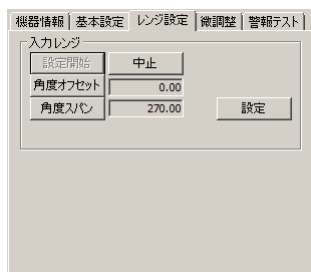 機器情報 基本設定 レンジ設定 微調整 警報テスト
入力レンジ
設定開始 中止
角度オフセット 0.00
角度スパン 270.00 設定